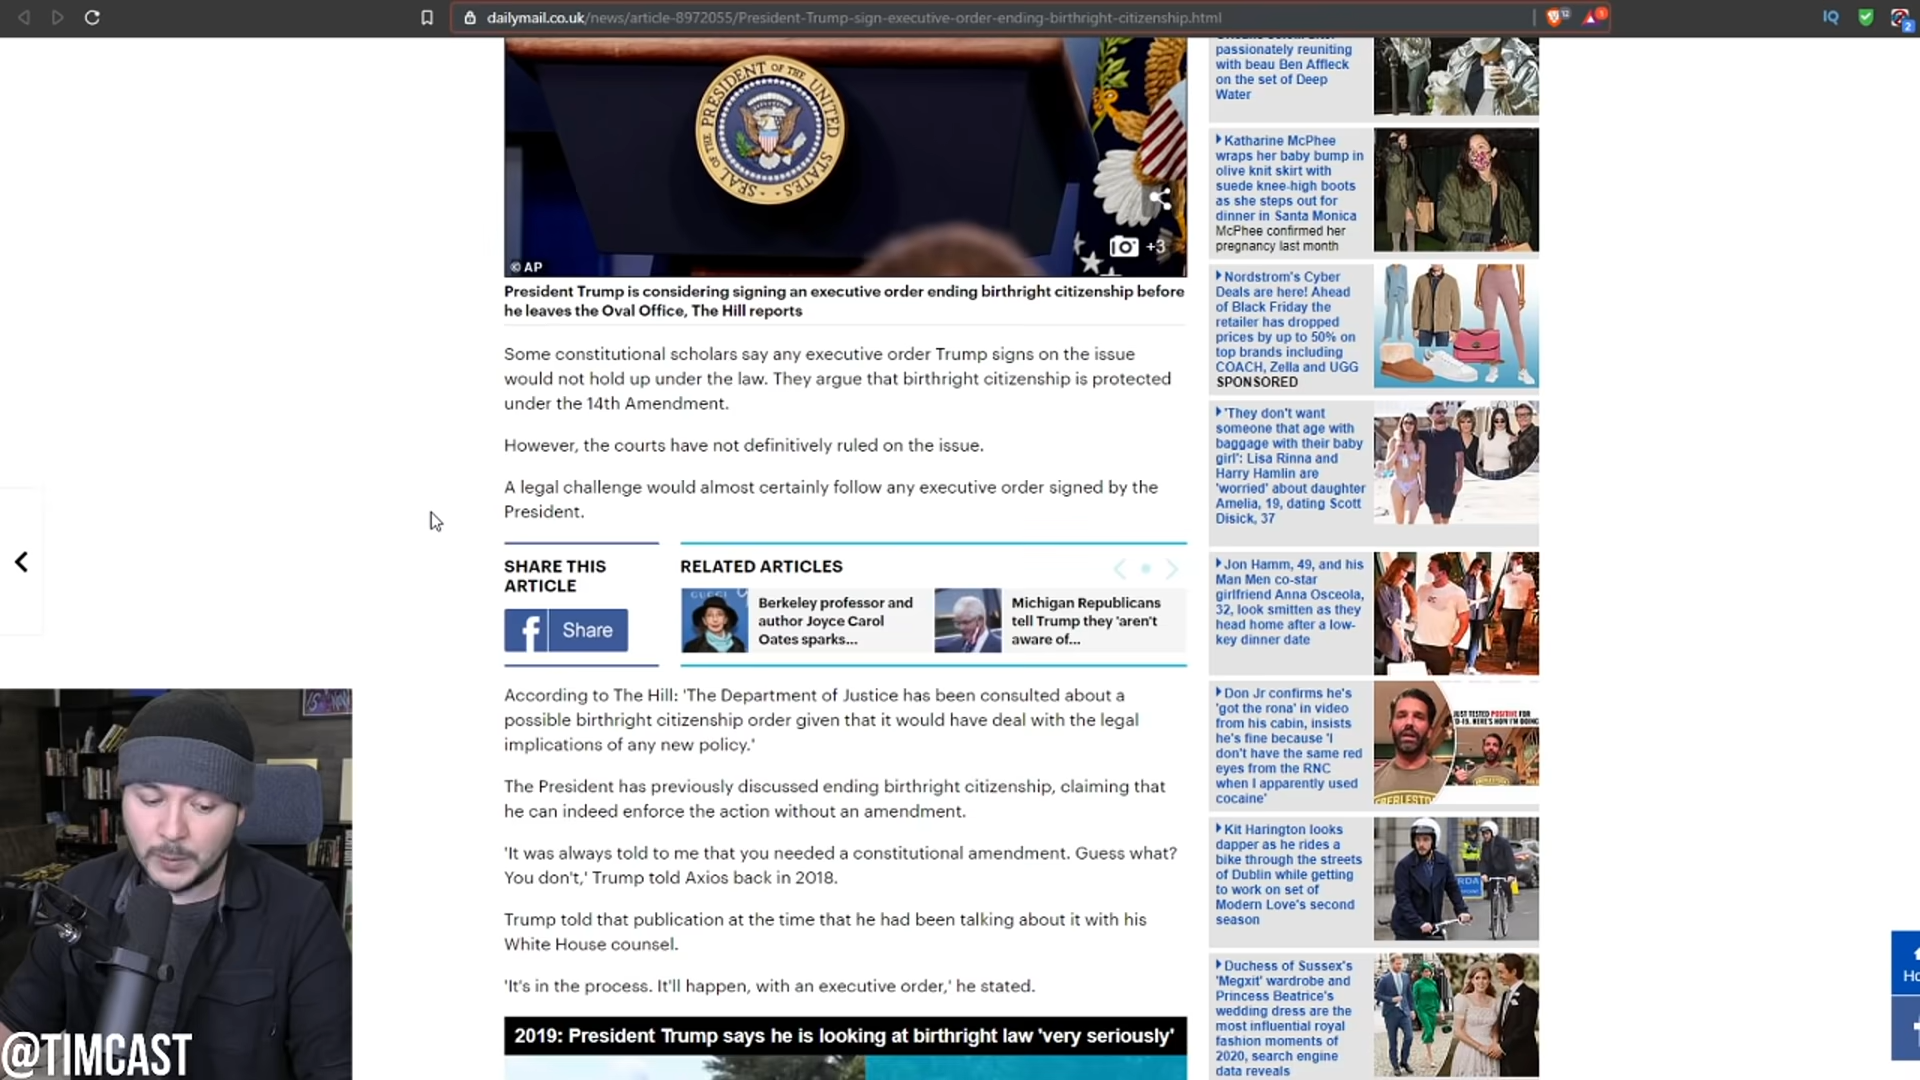 dailymail.co.uk/news/article-8972055/President-Trump-sign-executive-order-ending-birthright-citizenship.html
12
1
IQ
2
SEAL OF THE PRESIDENT OF THE UNITED STATES
+3
© AP
President Trump is considering signing an executive order ending birthright citizenship before
he leaves the Oval Office, The Hill reports
Some constitutional scholars say any executive order Trump signs on the issue
would not hold up under the law. They argue that birthright citizenship is protected
under the 14th Amendment.
However, the courts have not definitively ruled on the issue.
A legal challenge would almost certainly follow any executive order signed by the
President.
SHARE THIS
ARTICLE
Share
RELATED ARTICLES
GUCCI
Berkeley professor and
author Joyce Carol
Oates sparks...
Michigan Republicans
tell Trump they 'aren't
aware of...
According to The Hill: 'The Department of Justice has been consulted about a
possible birthright citizenship order given that it would have deal with the legal
implications of any new policy.'
The President has previously discussed ending birthright citizenship, claiming that
he can indeed enforce the action without an amendment.
'It was always told to me that you needed a constitutional amendment. Guess what?
You don't,' Trump told Axios back in 2018.
Trump told that publication at the time that he had been talking about it with his
White House counsel.
'It's in the process. It'll happen, with an executive order,' he stated.
2019: President Trump says he is looking at birthright law 'very seriously'
passionately reuniting
with beau Ben Affleck
on the set of Deep
Water
Katharine McPhee
wraps her baby bump in
olive knit skirt with
suede knee-high boots
as she steps out for
dinner in Santa Monica
McPhee confirmed her
pregnancy last month
Nordstrom's Cyber
Deals are here! Ahead
of Black Friday the
retailer has dropped
prices by up to 50% on
top brands including
COACH, Zella and UGG
SPONSORED
'They don't want
someone that age with
baggage with their baby
girl': Lisa Rinna and
Harry Hamlin are
'worried' about daughter
Amelia, 19, dating Scott
Disick, 37
Jon Hamm, 49, and his
Man Men co-star
girlfriend Anna Osceola,
32, look smitten as they
head home after a low-
key dinner date
Don Jr confirms he's
'got the rona' in video
from his cabin, insists
he's fine because 'I
don't have the same red
eyes from the RNC
when I apparently used
cocaine'
JUST TESTED POSITIVE FOR
HERE'S HOW I'M DOING
Kit Harington looks
dapper as he rides a
bike through the streets
of Dublin while getting
to work on set of
Modern Love's second
season
Duchess of Sussex's
'Megxit' wardrobe and
Princess Beatrice's
wedding dress are the
most influential royal
fashion moments of
2020, search engine
data reveals
@TIMCAST